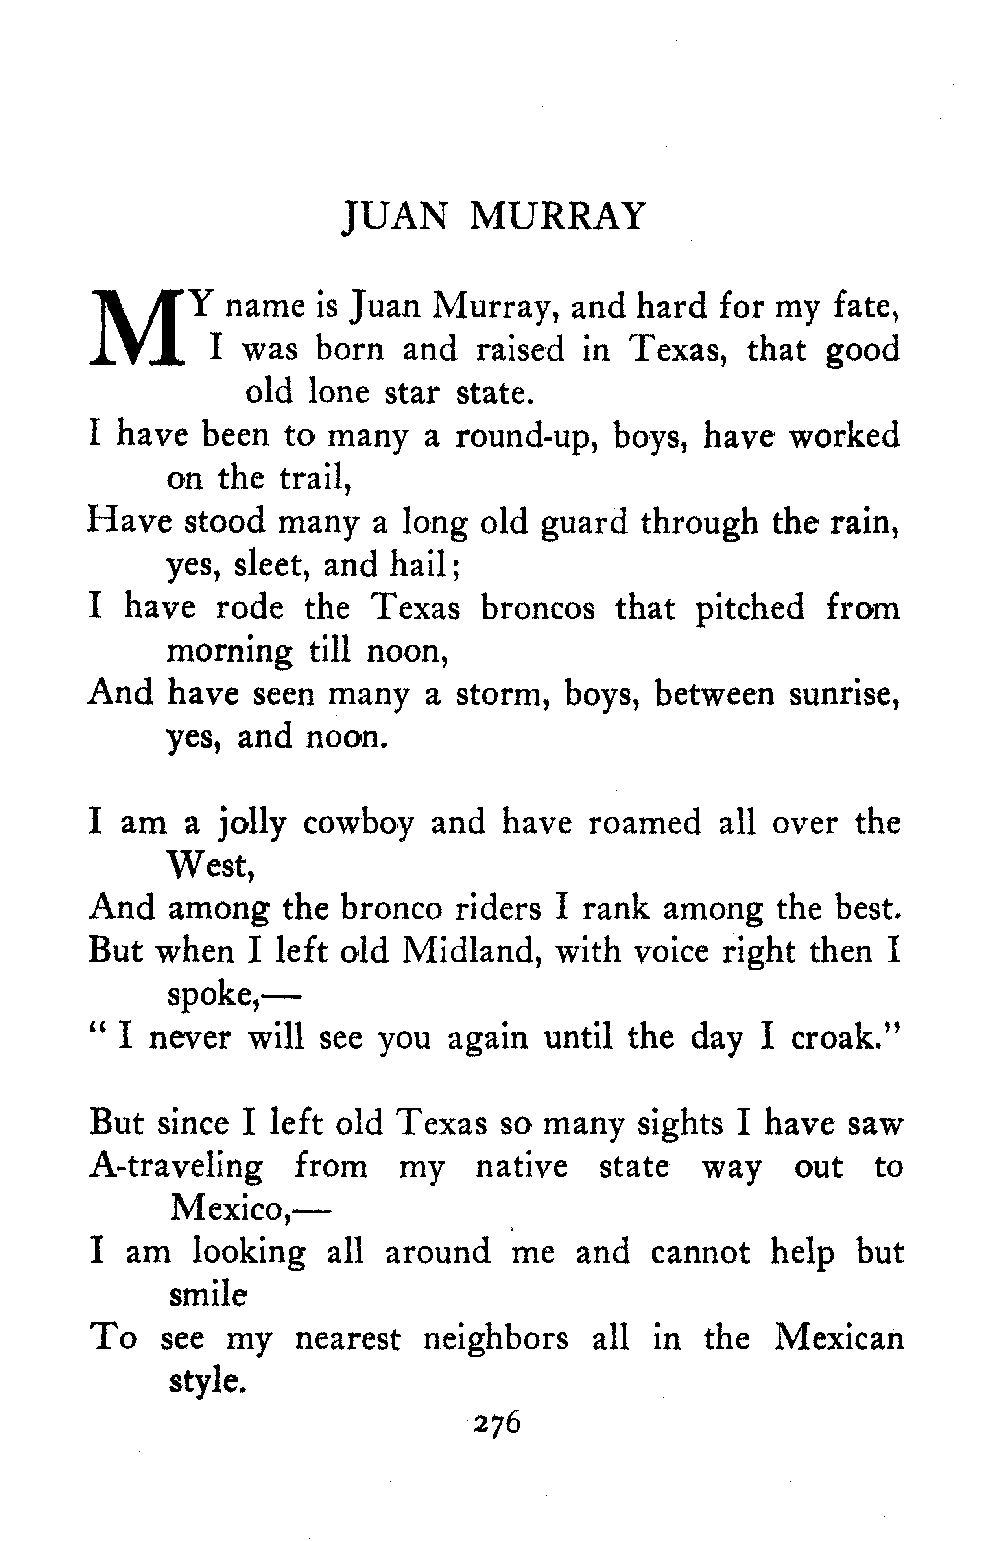 JUAN MURRAY
MY name is Juan Murray, and hard for my fate,
I was born and raised in Texas, that good
old lone star state.
I have been to many a round-up, boys, have worked
on the trail,
Have stood many a long old guard through the rain,
yes, sleet, and hail;
I have rode the Texas broncos that pitched from
morning till noon,
And have seen many a storm, boys, between sunrise,
yes, and noon.
I am a jolly cowboy and have roamed all over the
West,
And among the bronco riders I rank among the best.
But when I left old Midland, with voice right then I
spoke,—
" I never will see you again until the day I croak."
But since I left old Texas so many sights I have saw
A-traveling from my native state way out to
Mexico,—
I am looking all around me and cannot help but
smile
To see my nearest neighbors all in the Mexican
style.
276